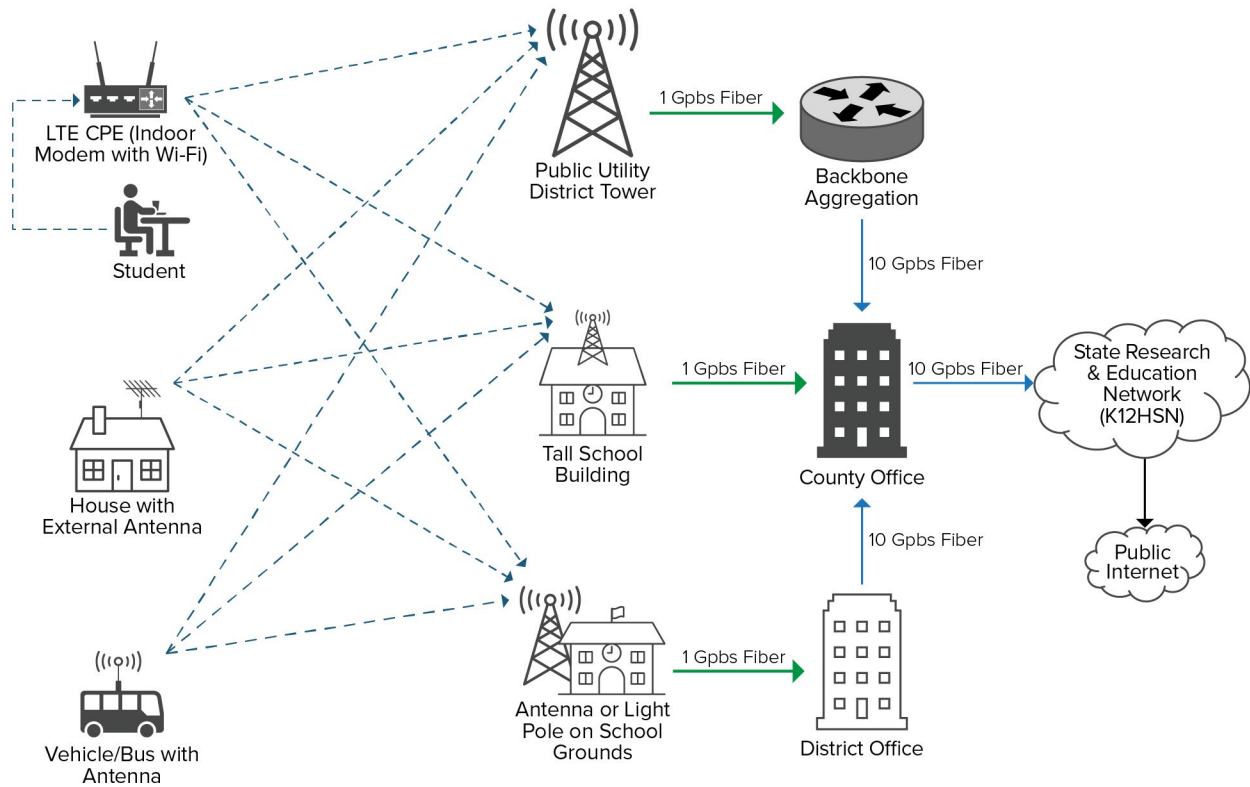 LTE CPE (Indoor
Modem with Wi-Fi)
Student
House with
External Antenna
Vehicle/Bus with
Antenna
Public Utility
District Tower
Tall School
Building
Antenna or Light
Pole on School
Grounds
1 Gpbs Fiber
1 Gpbs Fiber
1 Gpbs Fiber
Backbone
Aggregation
10 Gpbs Fiber
County Office
10 Gpbs Fiber
District Office
10 Gpbs Fiber
State Research
& Education
Network
(K12HSN)
Public
Internet